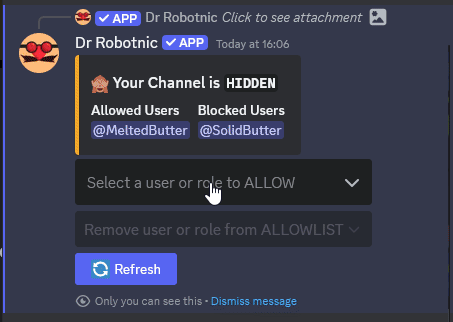 APP Dr Robotnic Click to see attachment
Dr Robotnic APP Today at 16:06
Your Channel is HIDDEN
Allowed Users Blocked Users
@MeltedButter @SolidButter
Select a user or role to ALLOW
Remove user or role from ALLOWLIST
Refresh
Only you can see this • Dismiss message